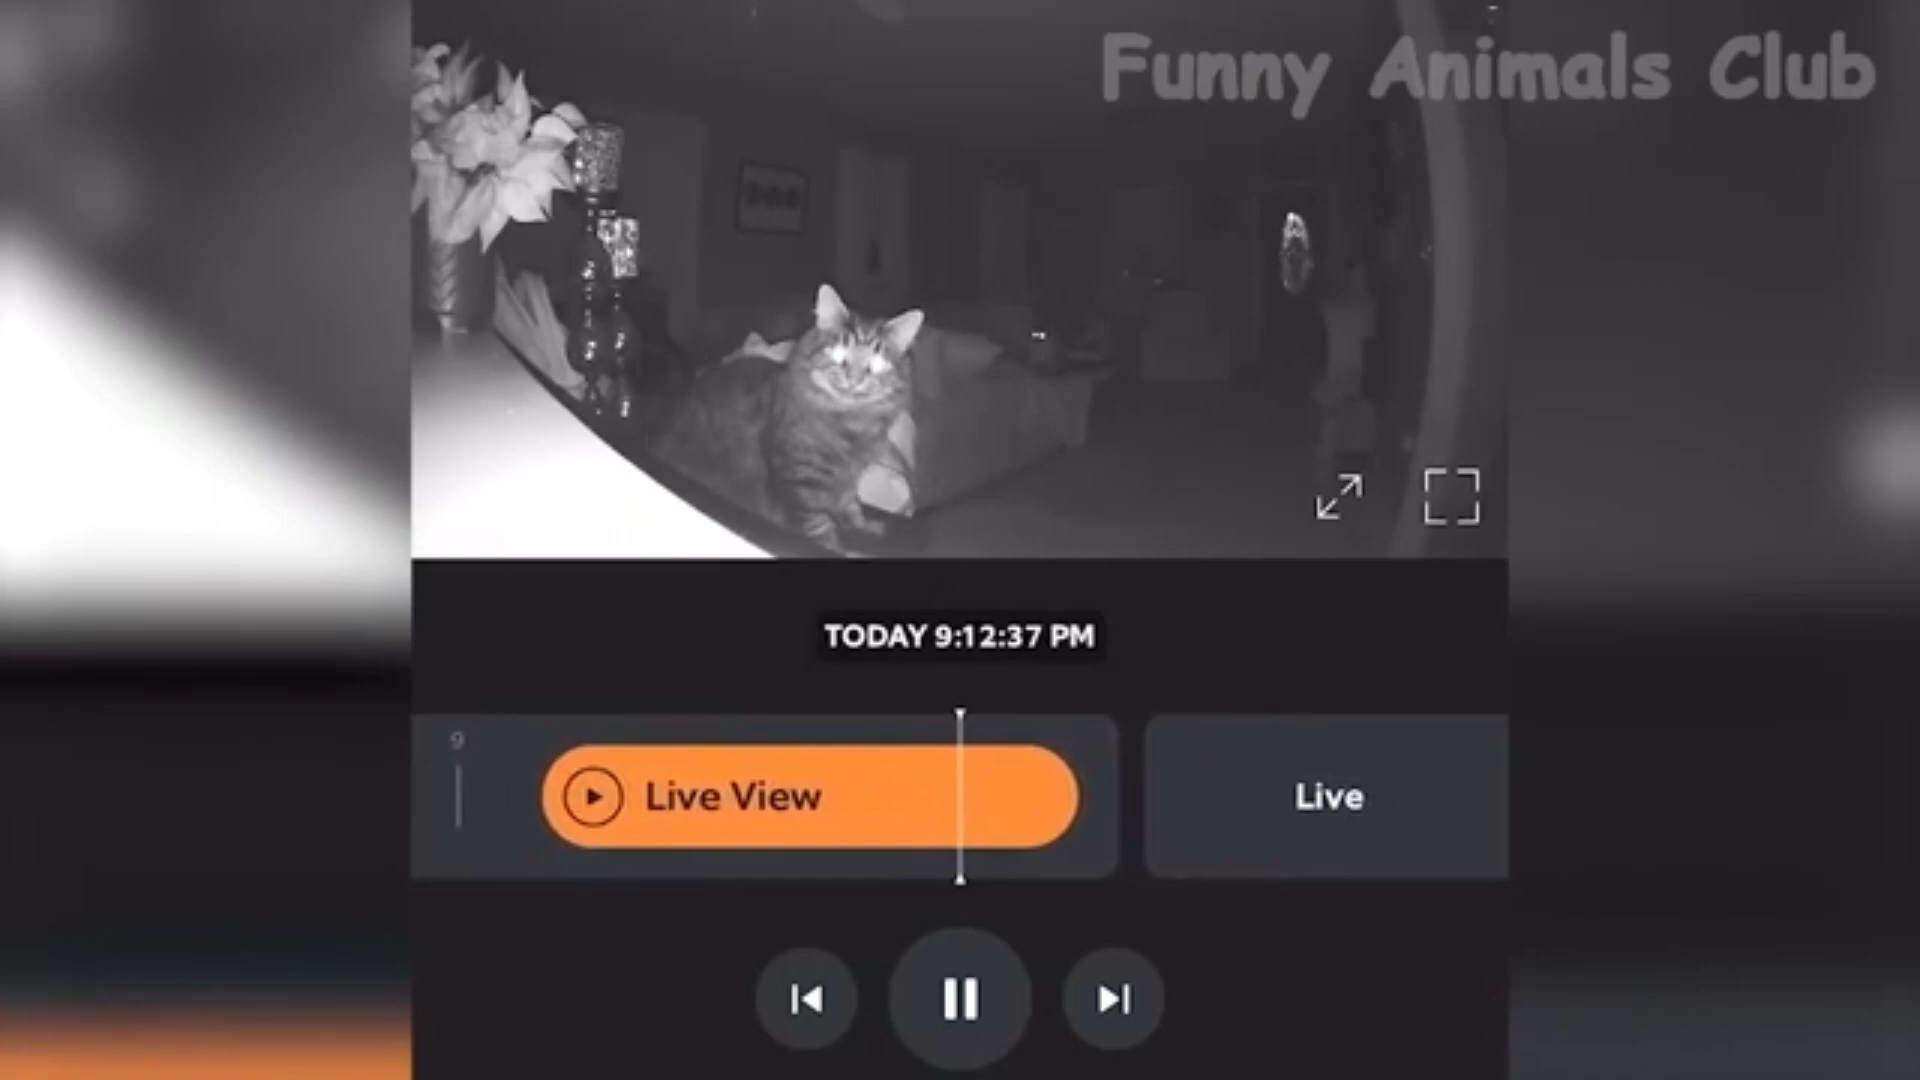 Funny Animals Club
TODAY 9:12:37 PM
9
Live View
Live